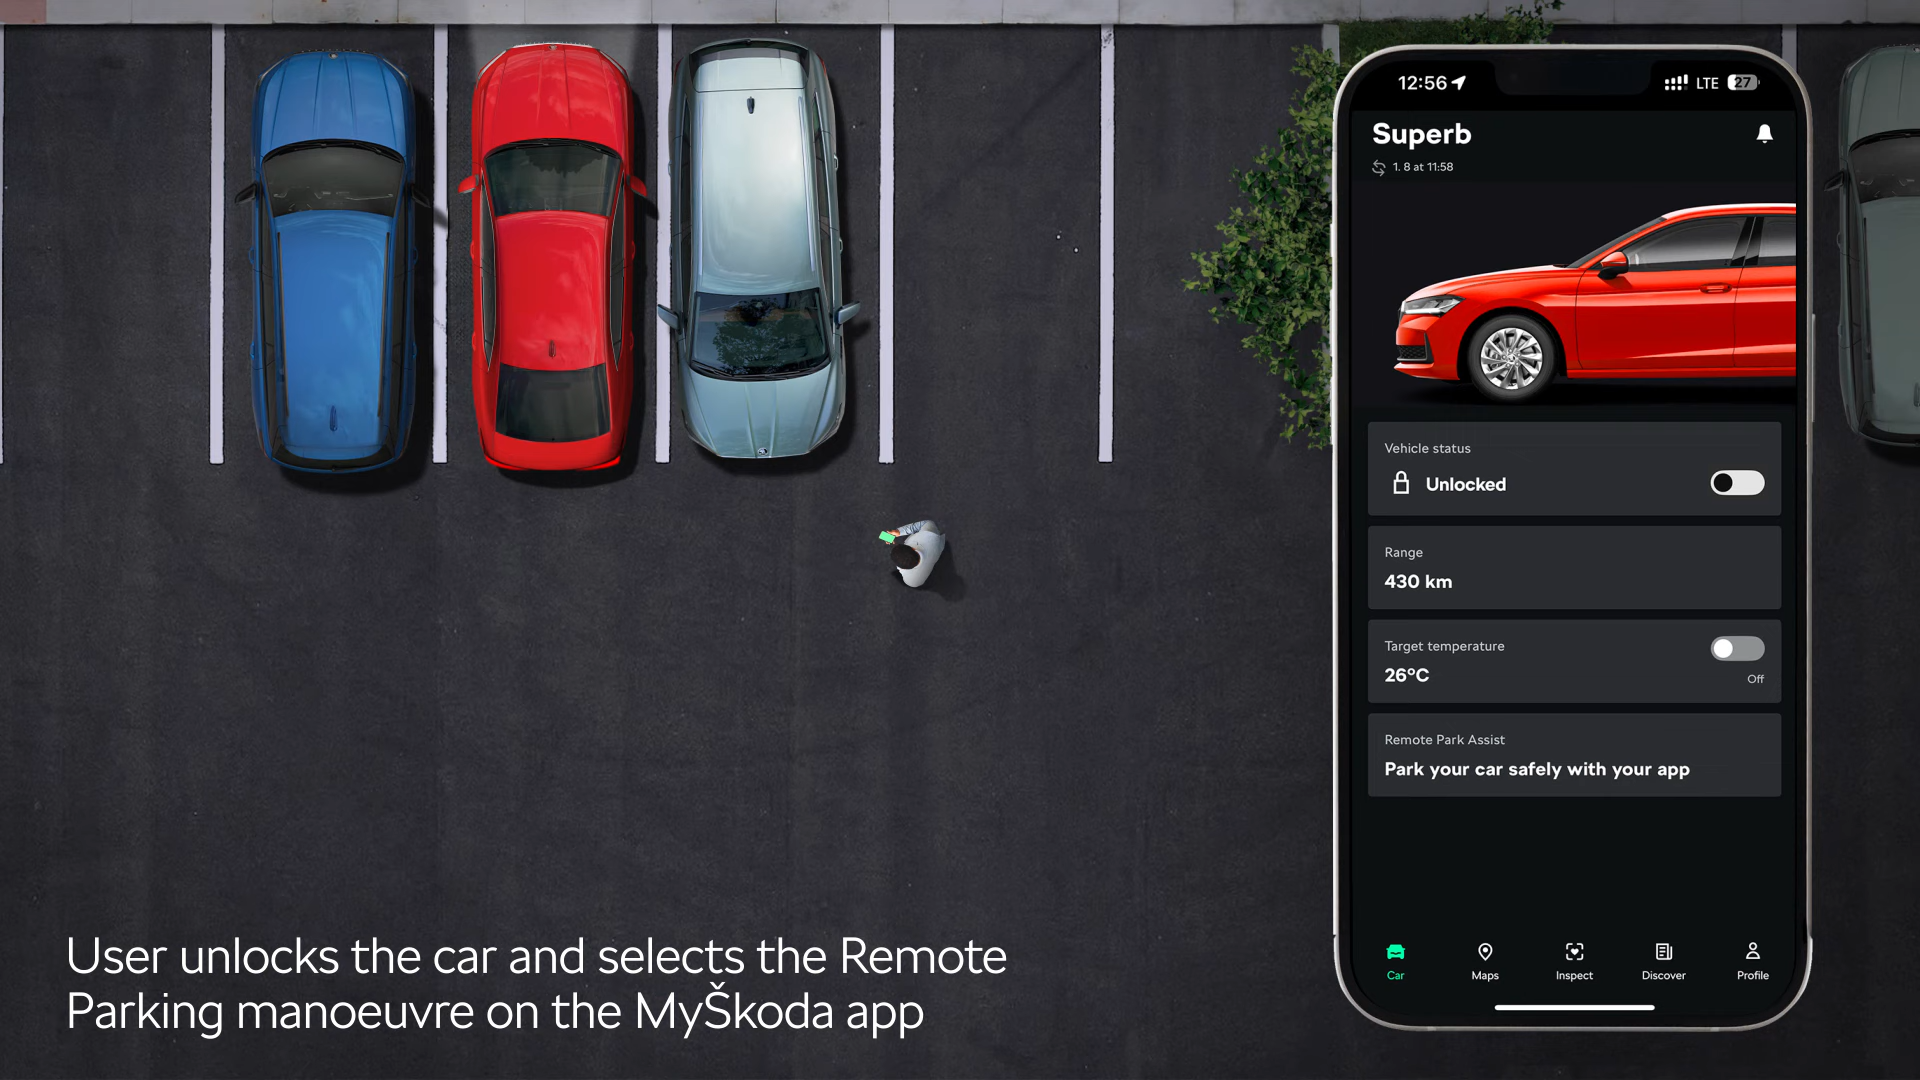 12:56 LTE 27
Superb
1. 8 at 11:58
Vehicle status
Unlocked
Range
430 km
Target temperature
26°C
Off
Remote Park Assist
Park your car safely with your app
Car Maps Inspect Discover Profile
User unlocks the car and selects the Remote
Parking manoeuvre on the MyŠkoda app